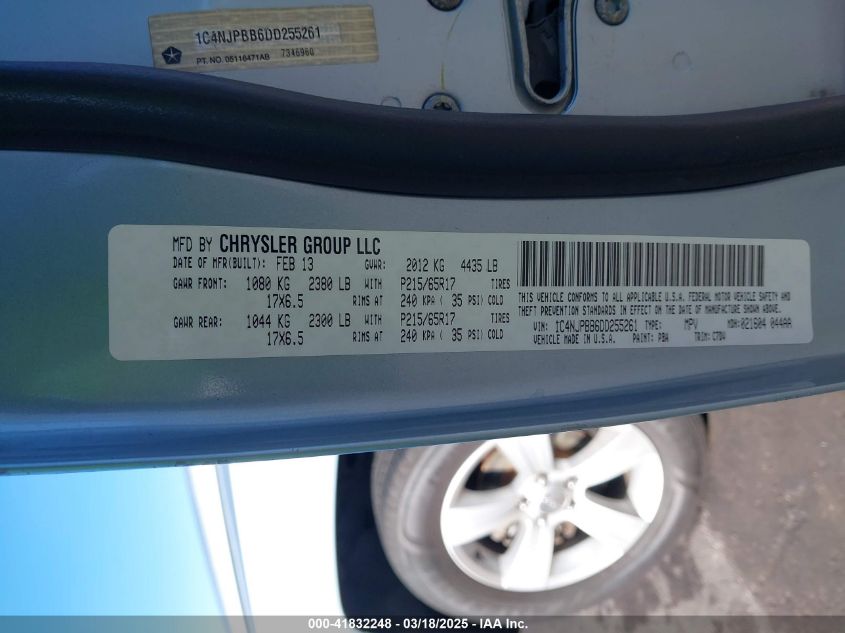 1C4NJPBB6DD255261
PT. NO. 05116471AB 7346960
MFD BY CHRYSLER GROUP LLC
DATE OF MFR(BUILT): FEB 13 GVWR: 2012 KG 4435 LB
GAWR FRONT: 1080 KG 2380 LB WITH P215/65R17 TIRES
17X6.5 RIMS AT 240 KPA ( 35 PSI) COLD
GAWR REAR: 1044 KG 2300 LB WITH P215/65R17 TIRES
17X6.5 RIMS AT 240 KPA ( 35 PSI) COLD
THIS VEHICLE CONFORMS TO ALL APPLICABLE U.S.A. FEDERAL MOTOR VEHICLE SAFETY AND
THEFT PREVENTION STANDARDS IN EFFECT ON THE DATE OF MANUFACTURE SHOWN ABOVE.
VIN: 1C4NJPBB6DD255261 TYPE: MPV MDH: 021604 044AA
VEHICLE MADE IN U.S.A. PAINT: PBA TRIM: C7DV
000-41832248 - 03/18/2025 - IAA Inc.